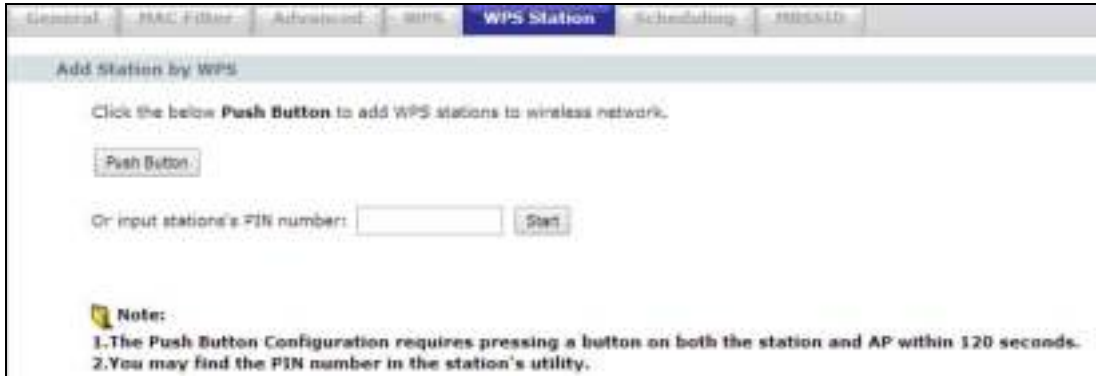 General MAC Filter Advanced WPS WPS Station Scheduling MBSSID
Add Station by WPS
Click the below Push Button to add WPS stations to wireless network.
Push Button
Or input stations's PIN number: Start
Note:
1.The Push Button Configuration requires pressing a button on both the station and AP within 120 seconds.
2.You may find the PIN number in the station's utility.